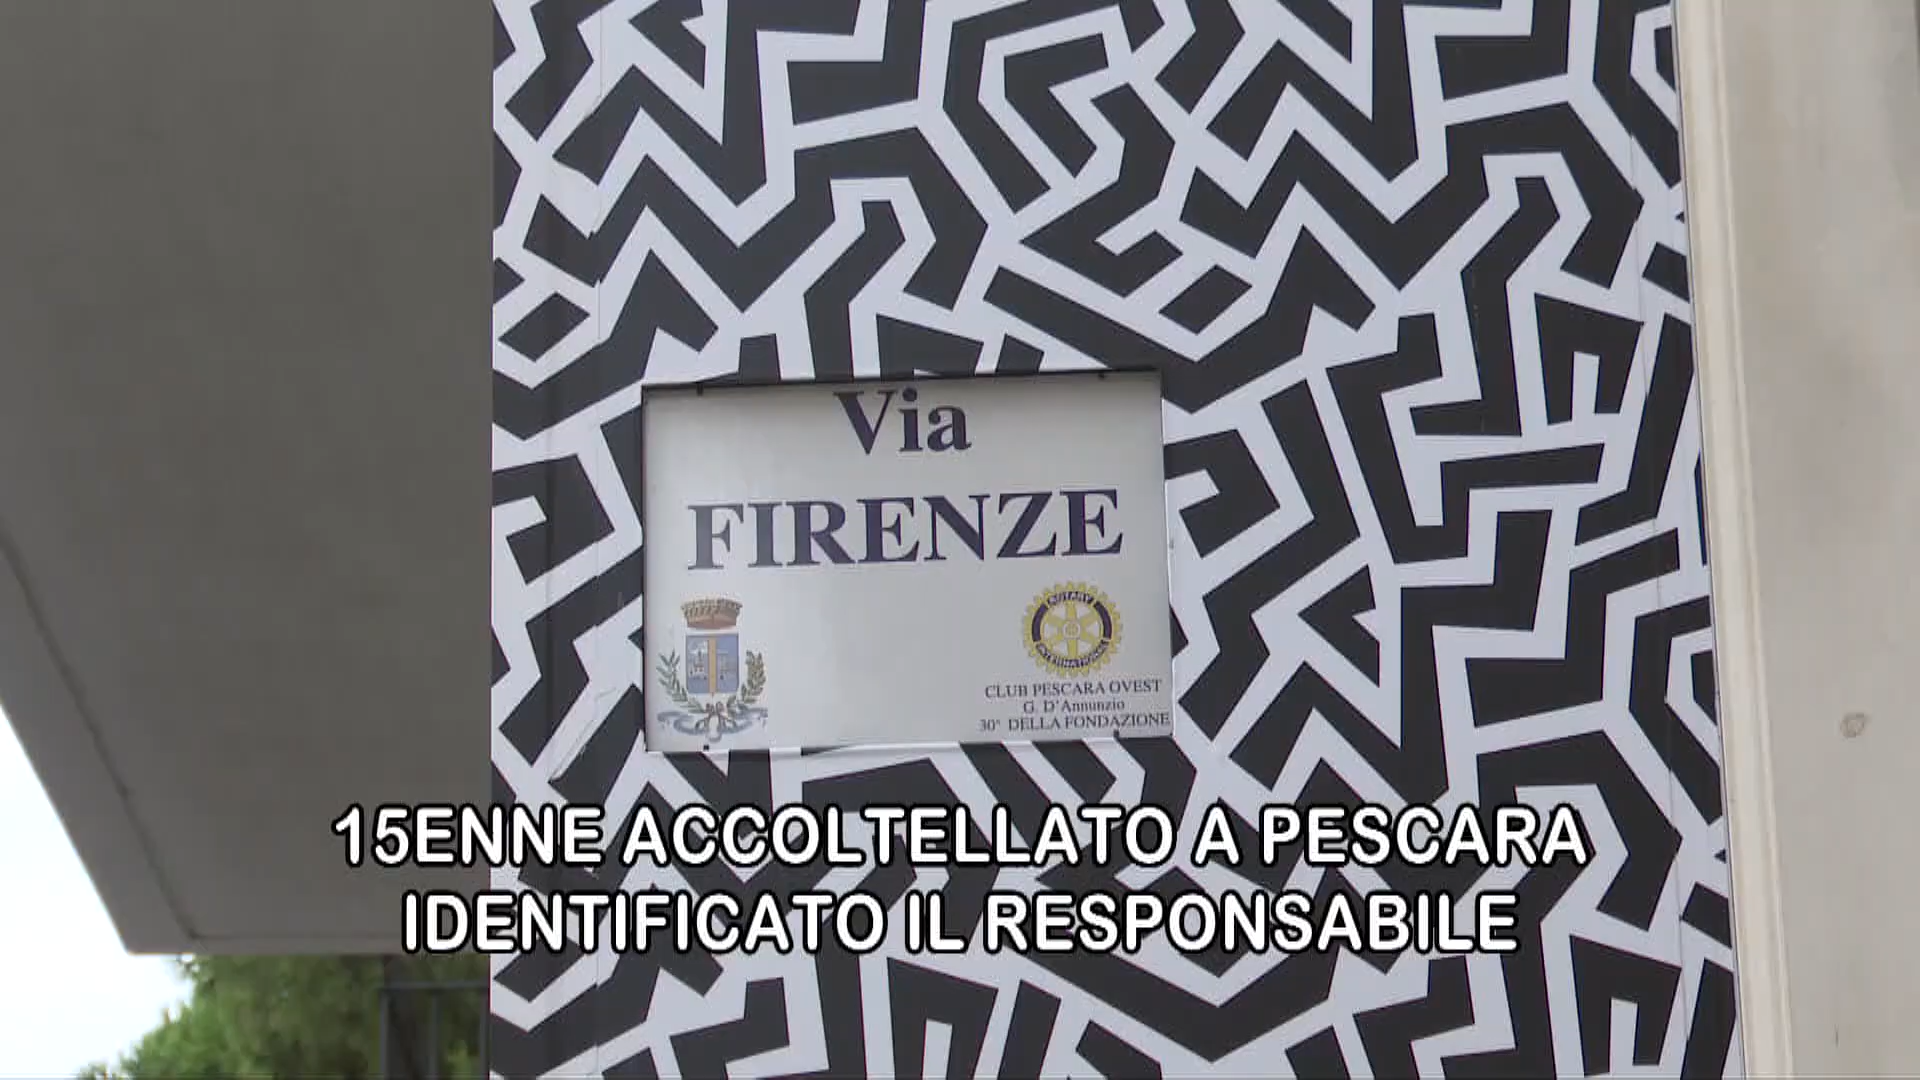 Via
FIRENZE
ROTARY
INTERNATIONAL
CLUB PESCARA OVEST
G. D'Annunzio
30° DELLA FONDAZIONE
15ENNE ACCOLTELLATO A PESCARA
IDENTIFICATO IL RESPONSABILE